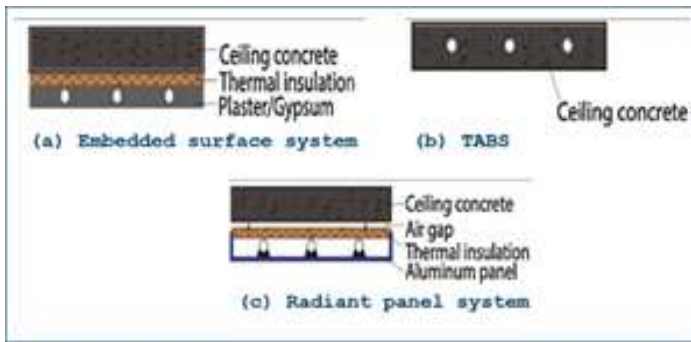 Ceiling concrete
Thermal insulation
Plaster/Gypsum
(a) Embedded surface system
Ceiling concrete
(b) TABS
Ceiling concrete
Air gap
Thermal insulation
Aluminum panel
(c) Radiant panel system